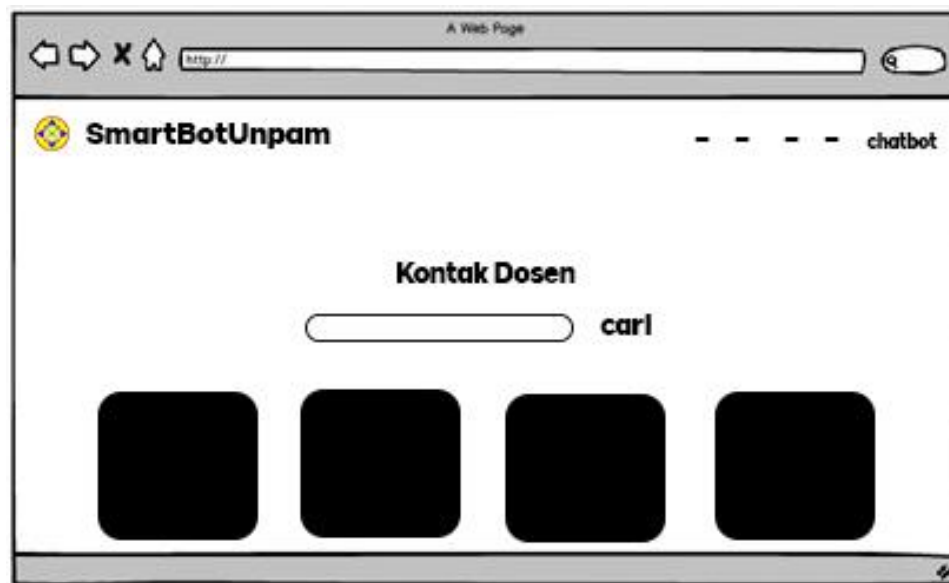 A Web Page
http://
SmartBotUnpam
- - - - chatbot
Kontak Dosen
cari